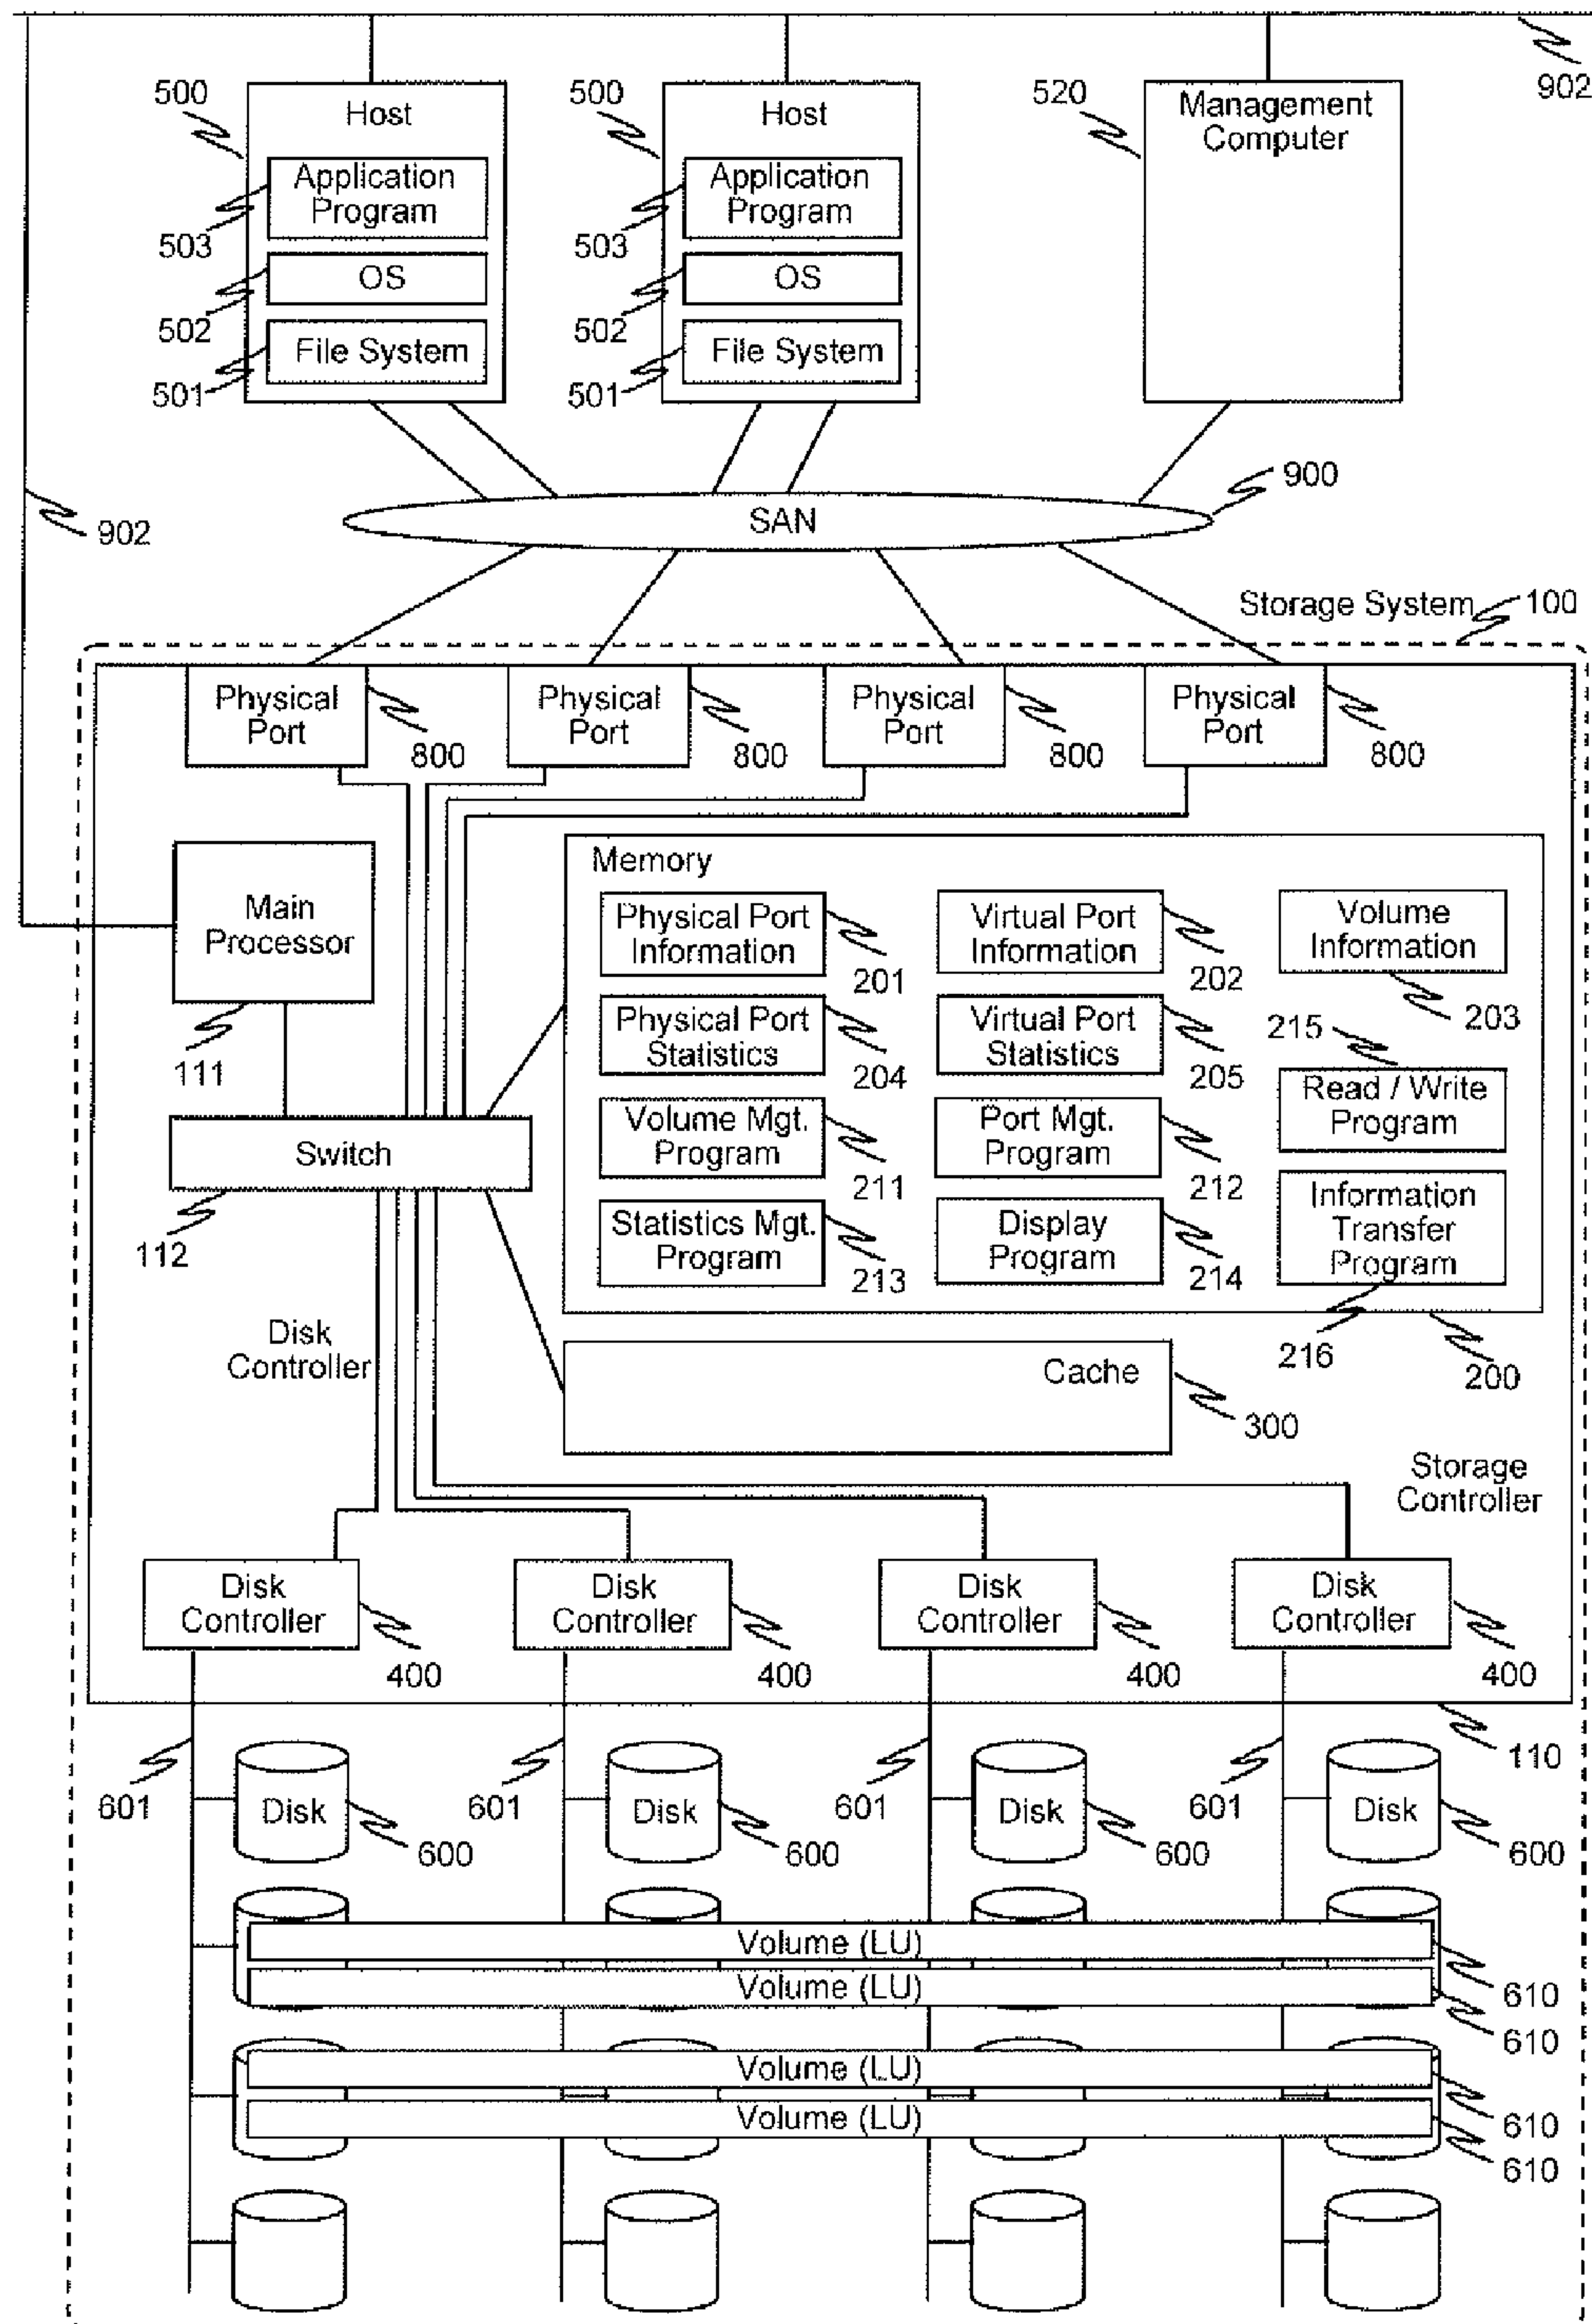 902
500
Host
Application
Program
503
OS
502
File System
501
500
Host
Application
Program
503
OS
502
File System
501
520
Management
Computer
902
SAN
900
Storage System
100
Physical
Port
800
Physical
Port
800
Physical
Port
800
Physical
Port
800
Main
Processor
111
Memory
Physical Port
Information
201
Virtual Port
Information
202
Volume
Information
203
Physical Port
Statistics
204
Virtual Port
Statistics
205
215
Read / Write
Program
Volume Mgt.
Program
211
Port Mgt.
Program
212
Statistics Mgt.
Program
213
Display
Program
214
Information
Transfer
Program
216
200
Switch
112
Disk
Controller
Cache
300
Storage
Controller
Disk
Controller
400
Disk
Controller
400
Disk
Controller
400
Disk
Controller
400
110
601
Disk
600
601
Disk
600
601
Disk
600
601
Disk
600
Volume (LU)
610
Volume (LU)
610
Volume (LU)
610
Volume (LU)
610